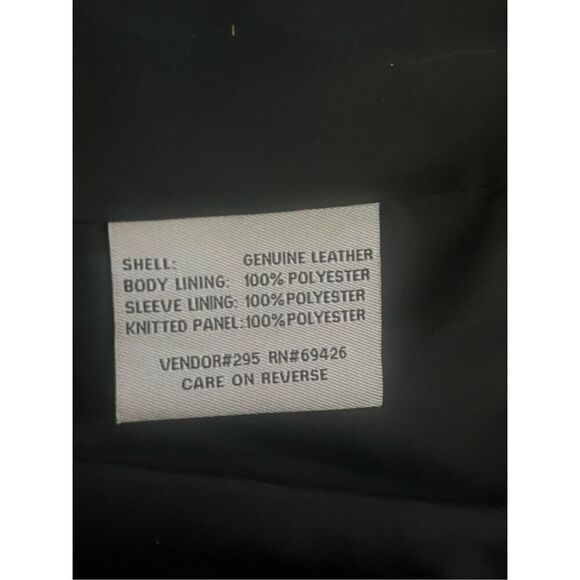 SHELL: GENUINE LEATHER
BODY LINING: 100% POLYESTER
SLEEVE LINING: 100% POLYESTER
KNITTED PANEL: 100% POLYESTER
VENDOR#295 RN#69426
CARE ON REVERSE